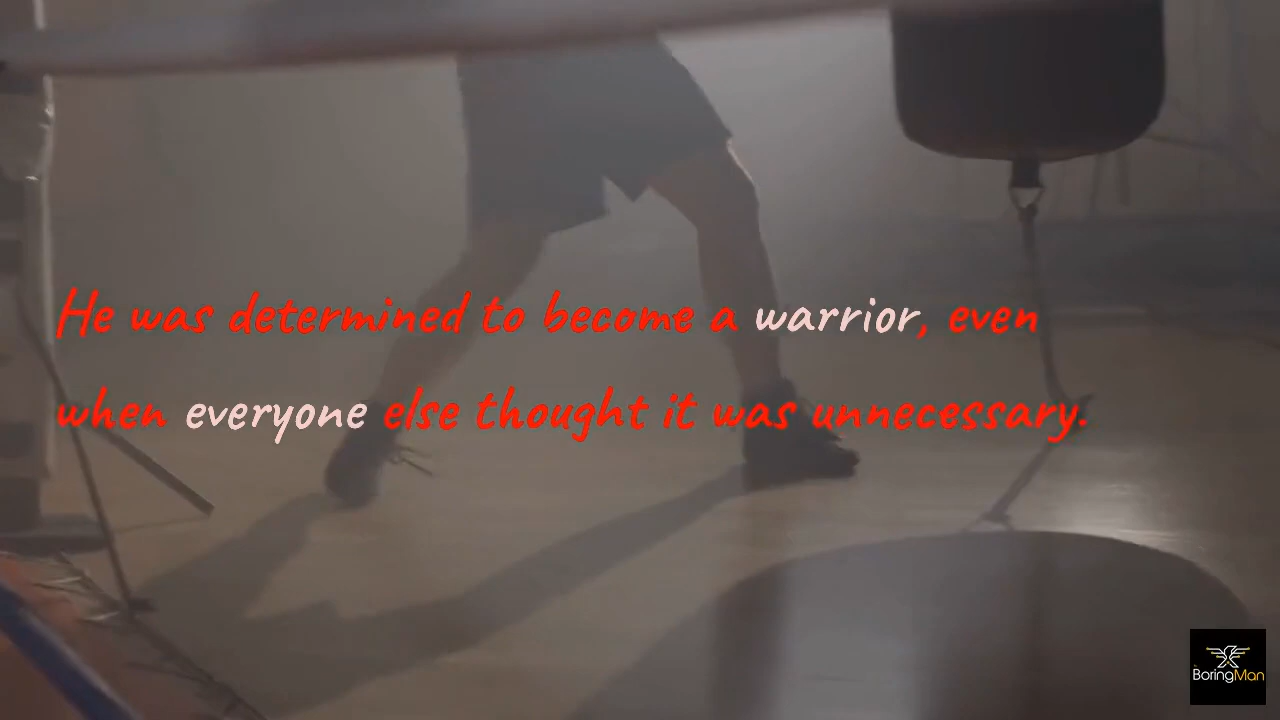 He was determined to become a warrior, even
when everyone else thought it was unnecessary.
BoringMan